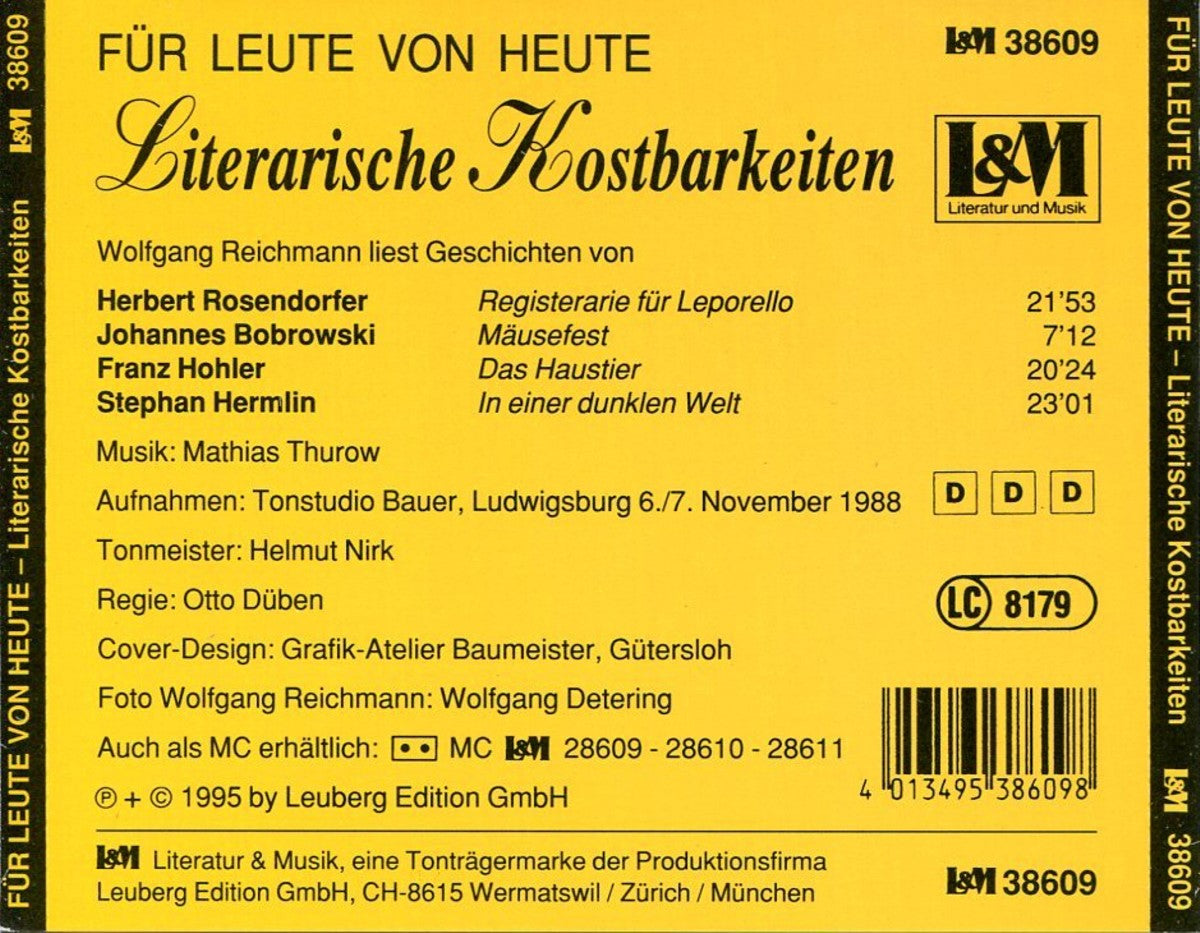 FÜR LEUTE VON HEUTE
L&M 38609
Literarische Kostbarkeiten
L&M
Literatur und Musik
Wolfgang Reichmann liest Geschichten von
Herbert Rosendorfer Registerarie für Leporello 21'53
Johannes Bobrowski Mäusefest 7'12
Franz Hohler Das Haustier 20'24
Stephan Hermlin In einer dunklen Welt 23'01
Musik: Mathias Thurow
Aufnahmen: Tonstudio Bauer, Ludwigsburg 6./7. November 1988
D D D
Tonmeister: Helmut Nirk
Regie: Otto Düben
LC 8179
Cover-Design: Grafik-Atelier Baumeister, Gütersloh
Foto Wolfgang Reichmann: Wolfgang Detering
Auch als MC erhältlich: MC L&M 28609 - 28610 - 28611
4 013495 386098
℗ + © 1995 by Leuberg Edition GmbH
L&M Literatur & Musik, eine Tonträgermarke der Produktionsfirma
Leuberg Edition GmbH, CH-8615 Wermatswil / Zürich / München
L&M 38609
FÜR LEUTE VON HEUTE – Literarische Kostbarkeiten L&M 38609
FÜR LEUTE VON HEUTE – Literarische Kostbarkeiten L&M 38609